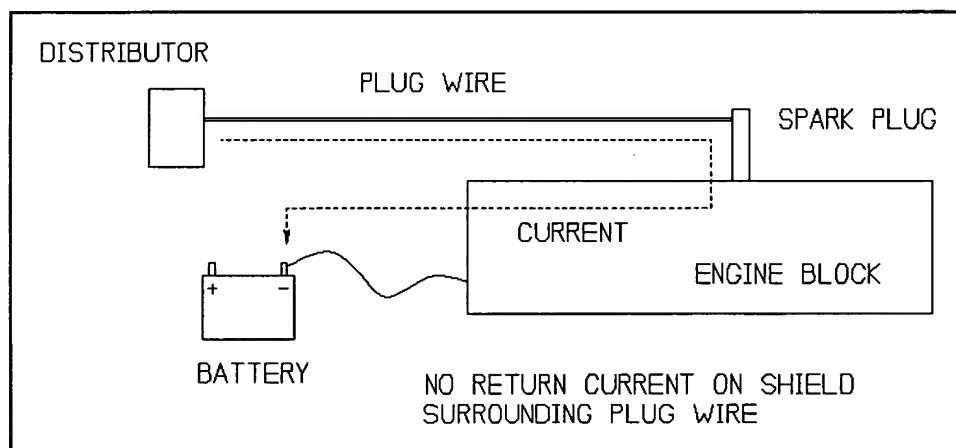 DISTRIBUTOR
PLUG WIRE
SPARK PLUG
CURRENT
ENGINE BLOCK
+ -
BATTERY
NO RETURN CURRENT ON SHIELD
SURROUNDING PLUG WIRE